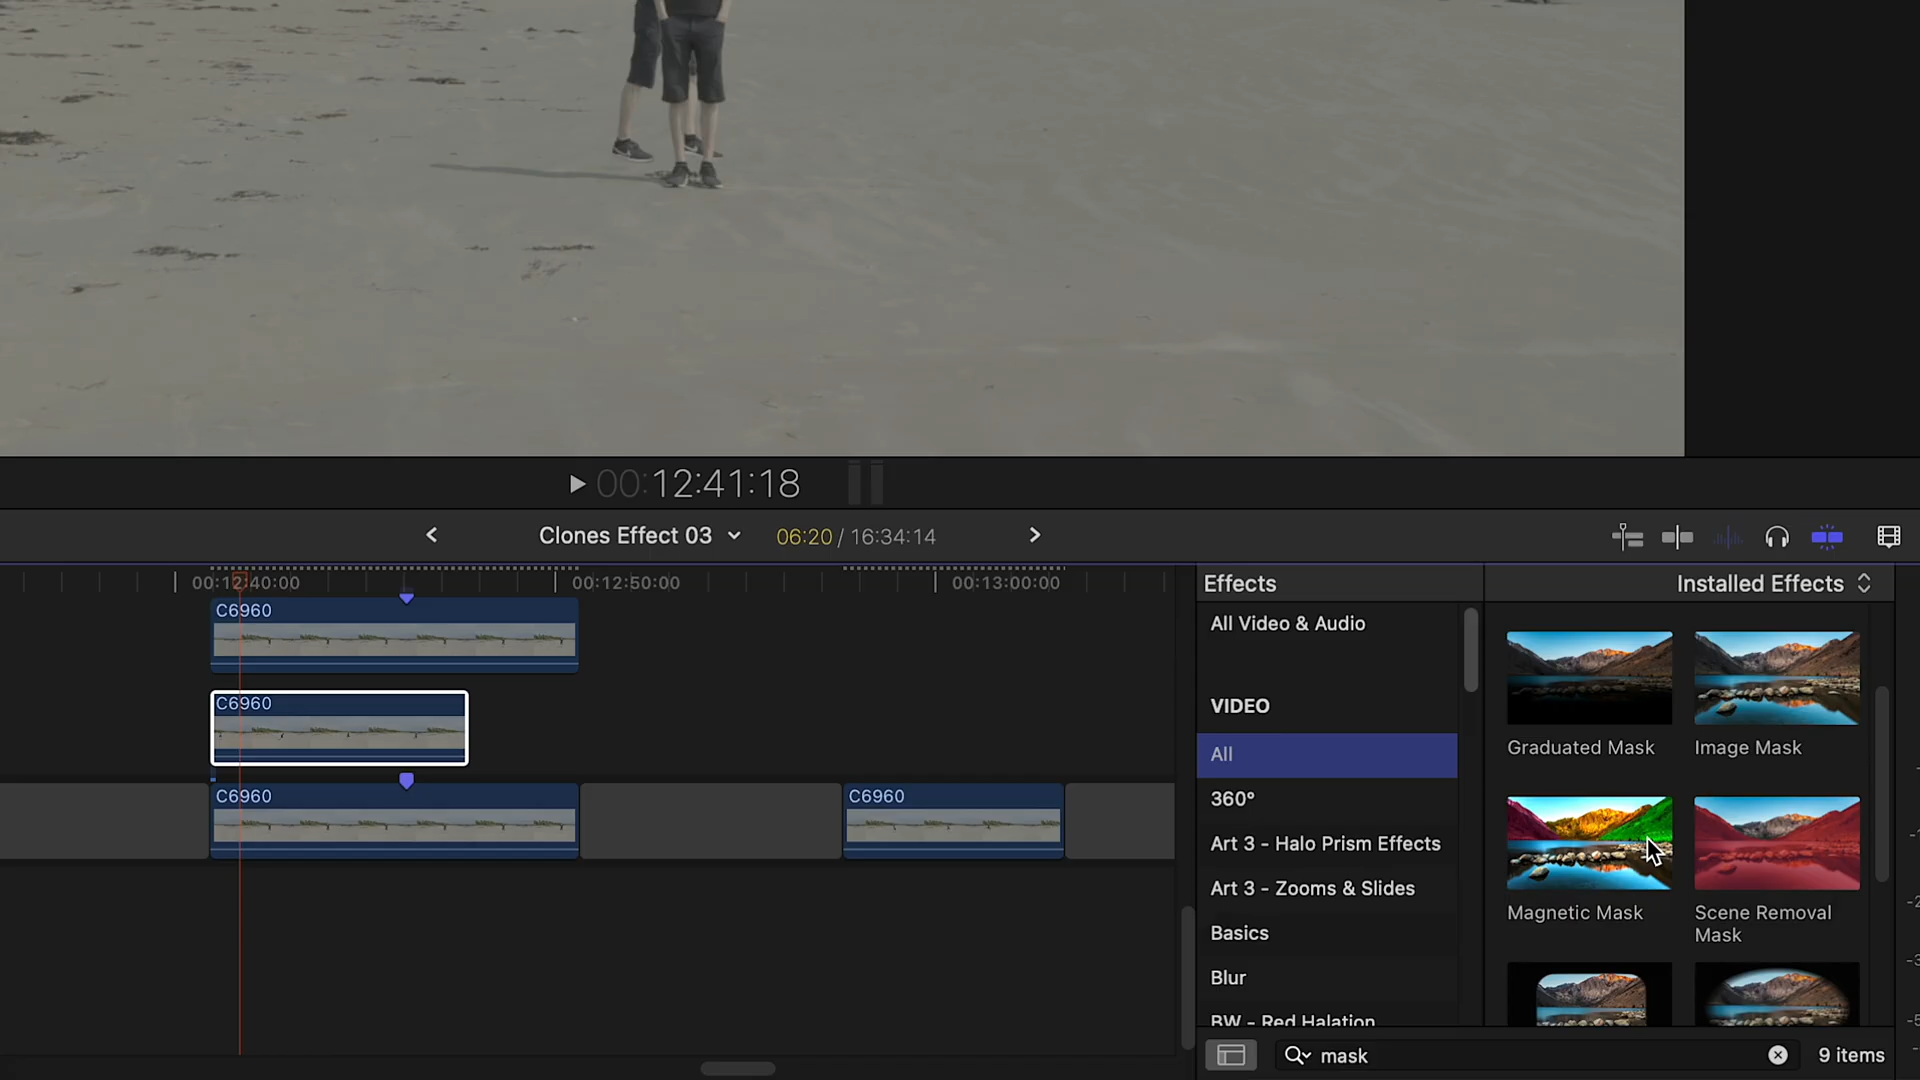 00:12:41:18
Clones Effect 03
06:20 / 16:34:14
00:12:40:00
00:12:50:00
00:13:00:00
C6960
C6960
C6960
C6960
Effects
Installed Effects
All Video & Audio
VIDEO
All
360°
Art 3 - Halo Prism Effects
Art 3 - Zooms & Slides
Basics
Blur
BW - Red Halation
Graduated Mask
Image Mask
Magnetic Mask
Scene Removal
Mask
mask
9 items